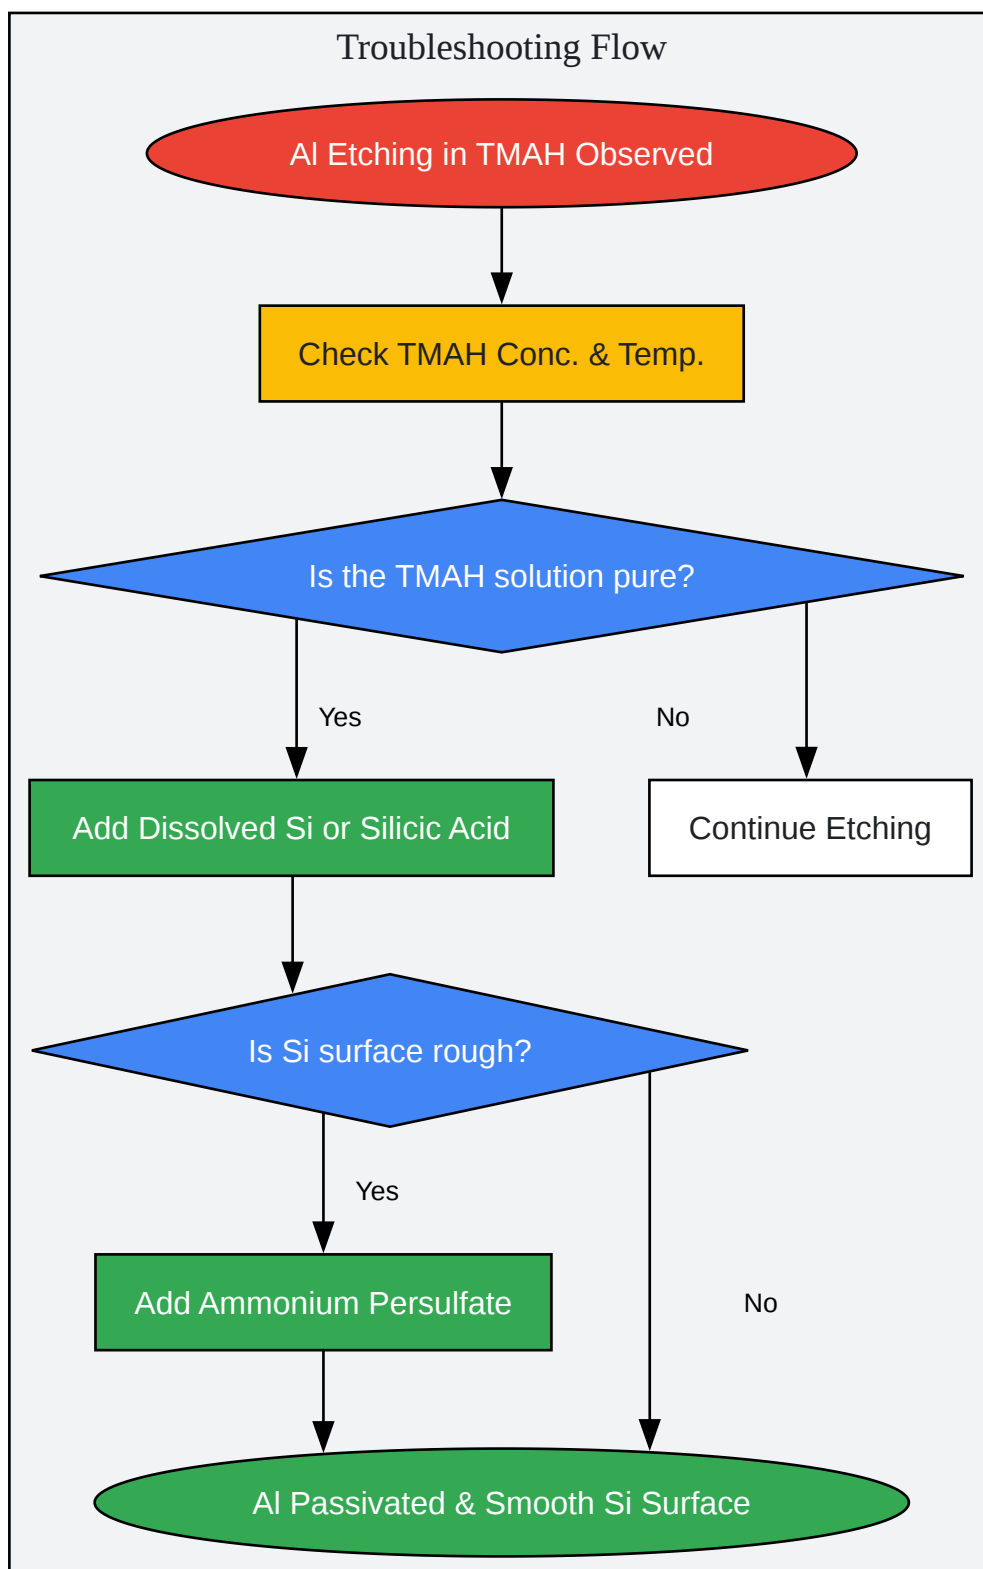 Troubleshooting Flow
Al Etching in TMAH Observed
Check TMAH Conc. & Temp.
Is the TMAH solution pure?
Yes
No
Add Dissolved Si or Silicic Acid
Continue Etching
Is Si surface rough?
Yes
Add Ammonium Persulfate
No
Al Passivated & Smooth Si Surface